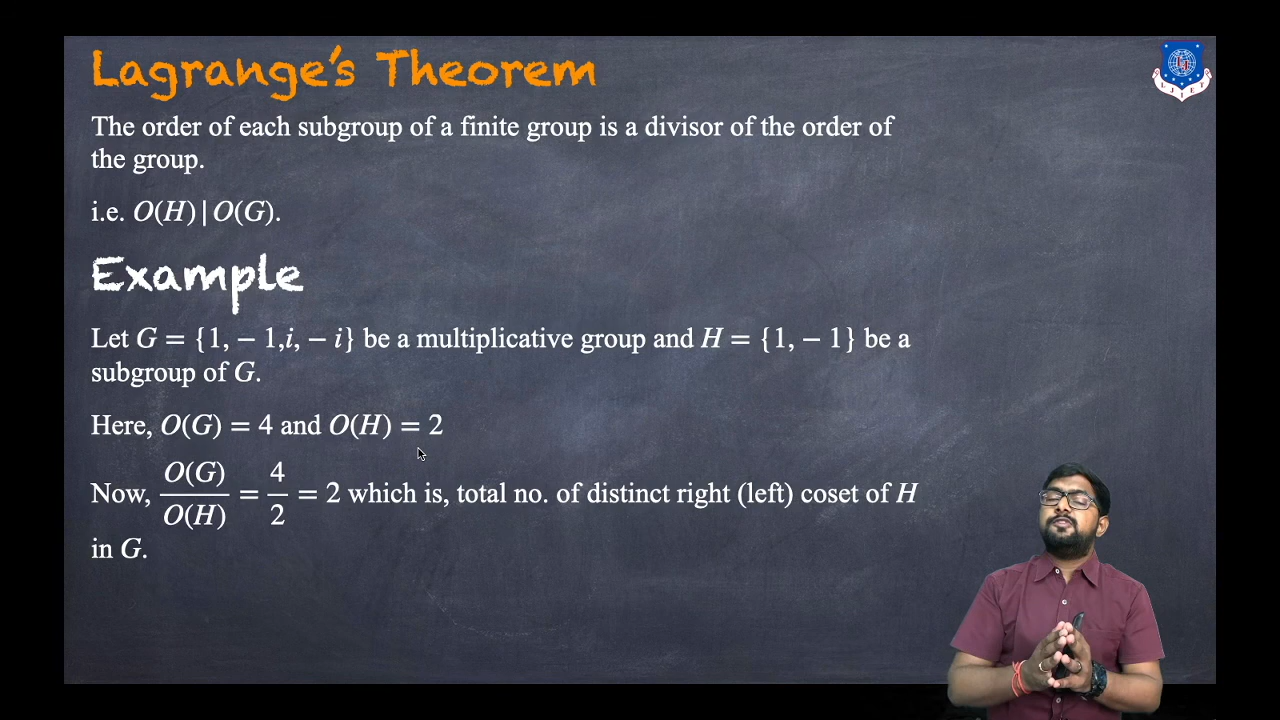 Lagrange's Theorem
The order of each subgroup of a finite group is a divisor of the order of
the group.
i.e. O(H) | O(G).
Example
Let G = {1, − 1,i, − i} be a multiplicative group and H = {1, − 1} be a
subgroup of G.
Here, O(G) = 4 and O(H) = 2
Now, O(G)/O(H) = 4/2 = 2 which is, total no. of distinct right (left) coset of H
in G.